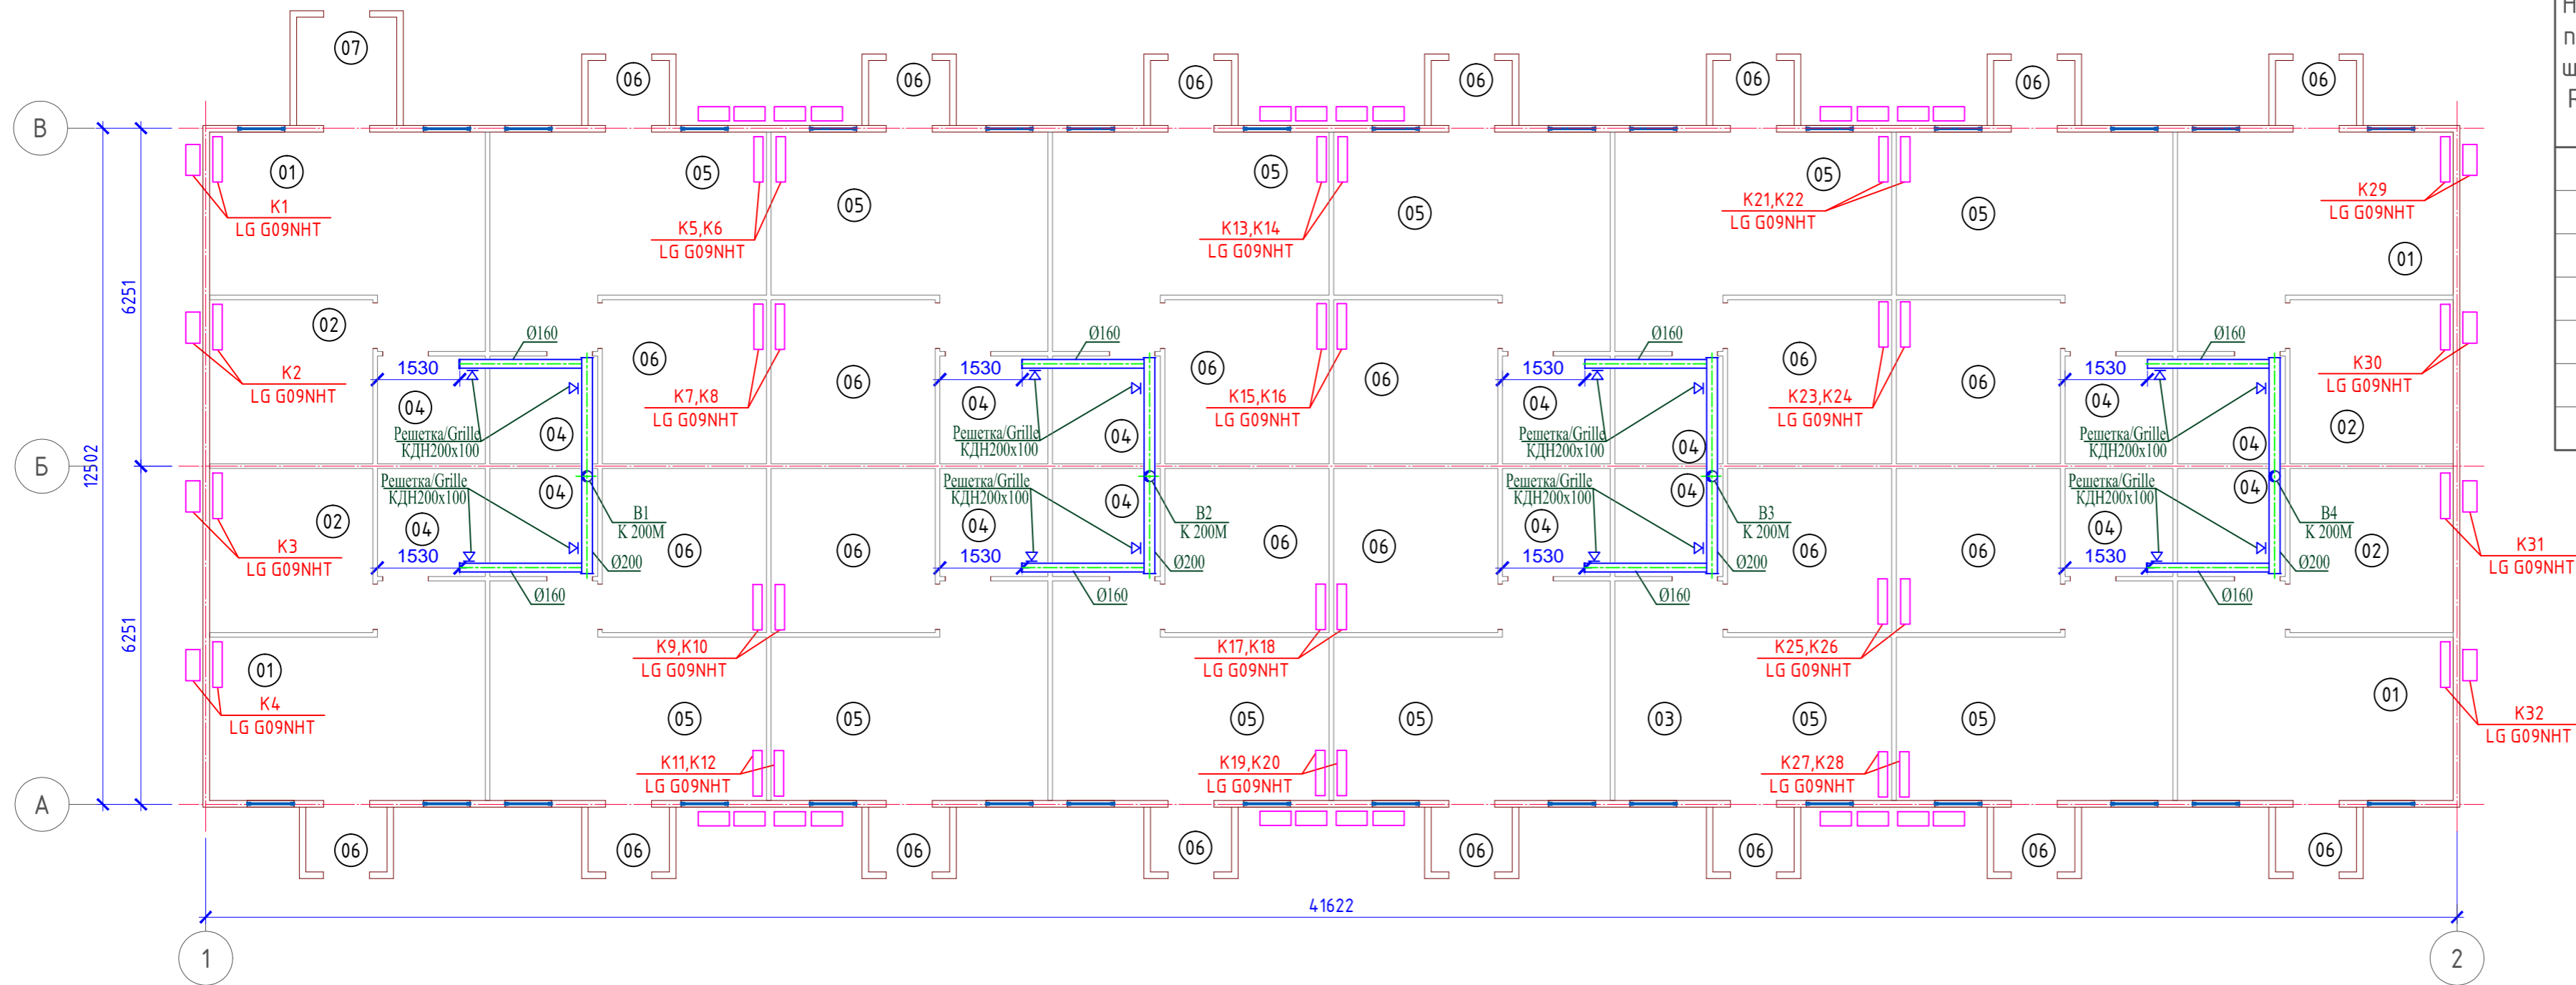 07
06
06
06
06
06
06
06
Н
п
ш
F
В
01
K1
LG G09NHT
05
K5,K6
LG G09NHT
05
05
K13,K14
LG G09NHT
05
K21,K22
LG G09NHT
05
05
K29
LG G09NHT
01
6251
02
K2
LG G09NHT
Ø160
1530
04
Решетка/Grille
КДН200x100
04
06
K7,K8
LG G09NHT
06
Ø160
1530
04
Решетка/Grille
КДН200x100
04
06
K15,K16
LG G09NHT
06
Ø160
1530
04
Решетка/Grille
КДН200x100
04
06
K23,K24
LG G09NHT
06
Ø160
1530
04
Решетка/Grille
КДН200x100
04
K30
LG G09NHT
02
Б
12502
02
K3
LG G09NHT
Решетка/Grille
КДН200x100
04
04
1530
Ø160
B1
К 200М
Ø200
06
06
Решетка/Grille
КДН200x100
04
04
1530
Ø160
B2
К 200М
Ø200
06
06
Решетка/Grille
КДН200x100
04
04
1530
Ø160
B3
К 200М
Ø200
06
06
Решетка/Grille
КДН200x100
04
04
1530
Ø160
B4
К 200М
Ø200
02
K31
LG G09NHT
6251
01
K4
LG G09NHT
K9,K10
LG G09NHT
05
05
K11,K12
LG G09NHT
K17,K18
LG G09NHT
05
05
K19,K20
LG G09NHT
03
K25,K26
LG G09NHT
05
05
K27,K28
LG G09NHT
01
K32
LG G09NHT
А
06
06
06
06
06
06
06
06
41622
1
2